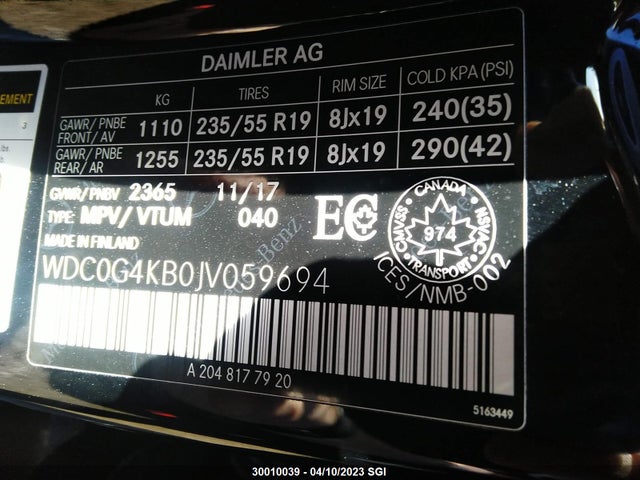 EMENT
DAIMLER AG
KG TIRES RIM SIZE COLD KPA (PSI)
GAWR/ PNBE FRONT/ AV 1110 235/55 R19 8Jx19 240(35)
GAWR/ PNBE REAR/ AR 1255 235/55 R19 8Jx19 290(42)
GVWR/ PNBV 2365 11/17
TYPE: MPV/ VTUM 040
MADE IN FINLAND
WDC0G4KB0JV059694
EC
CANADA
CMVSS 974 NSVAC
TRANSPORT
ICES/NMB-002
A 204 817 79 20
5163449
30010039 - 04/10/2023 SGI